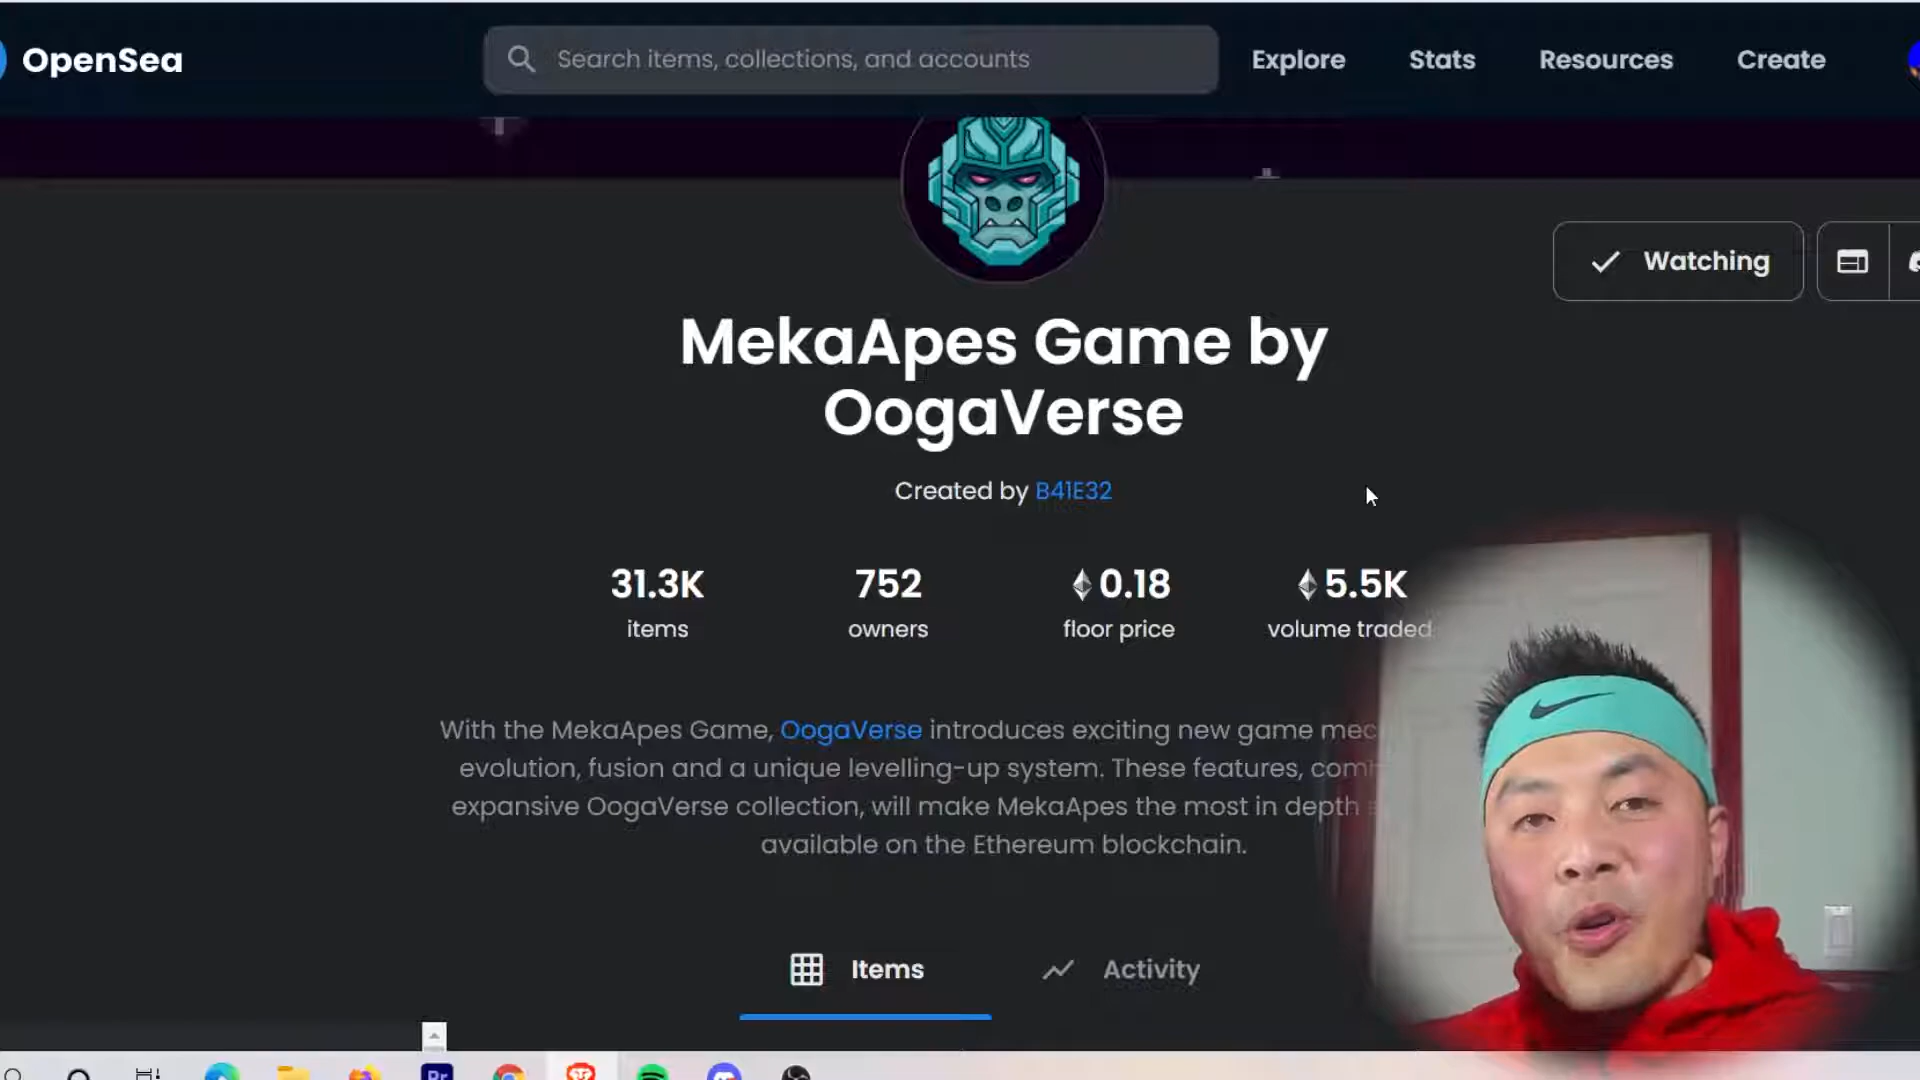 OpenSea
Search items, collections, and accounts
Explore
Stats
Resources
Create
Watching
MekaApes Game by
OogaVerse
Created by B41E32
31.3K
752
0.18
5.5K
items
owners
floor price
volume traded
With the MekaApes Game, OogaVerse introduces exciting new game
evolution, fusion and a unique levelling-up system. These features,
expansive OogaVerse collection, will make MekaApes the most in depth
available on the Ethereum blockchain.
Items
Activity
Pr